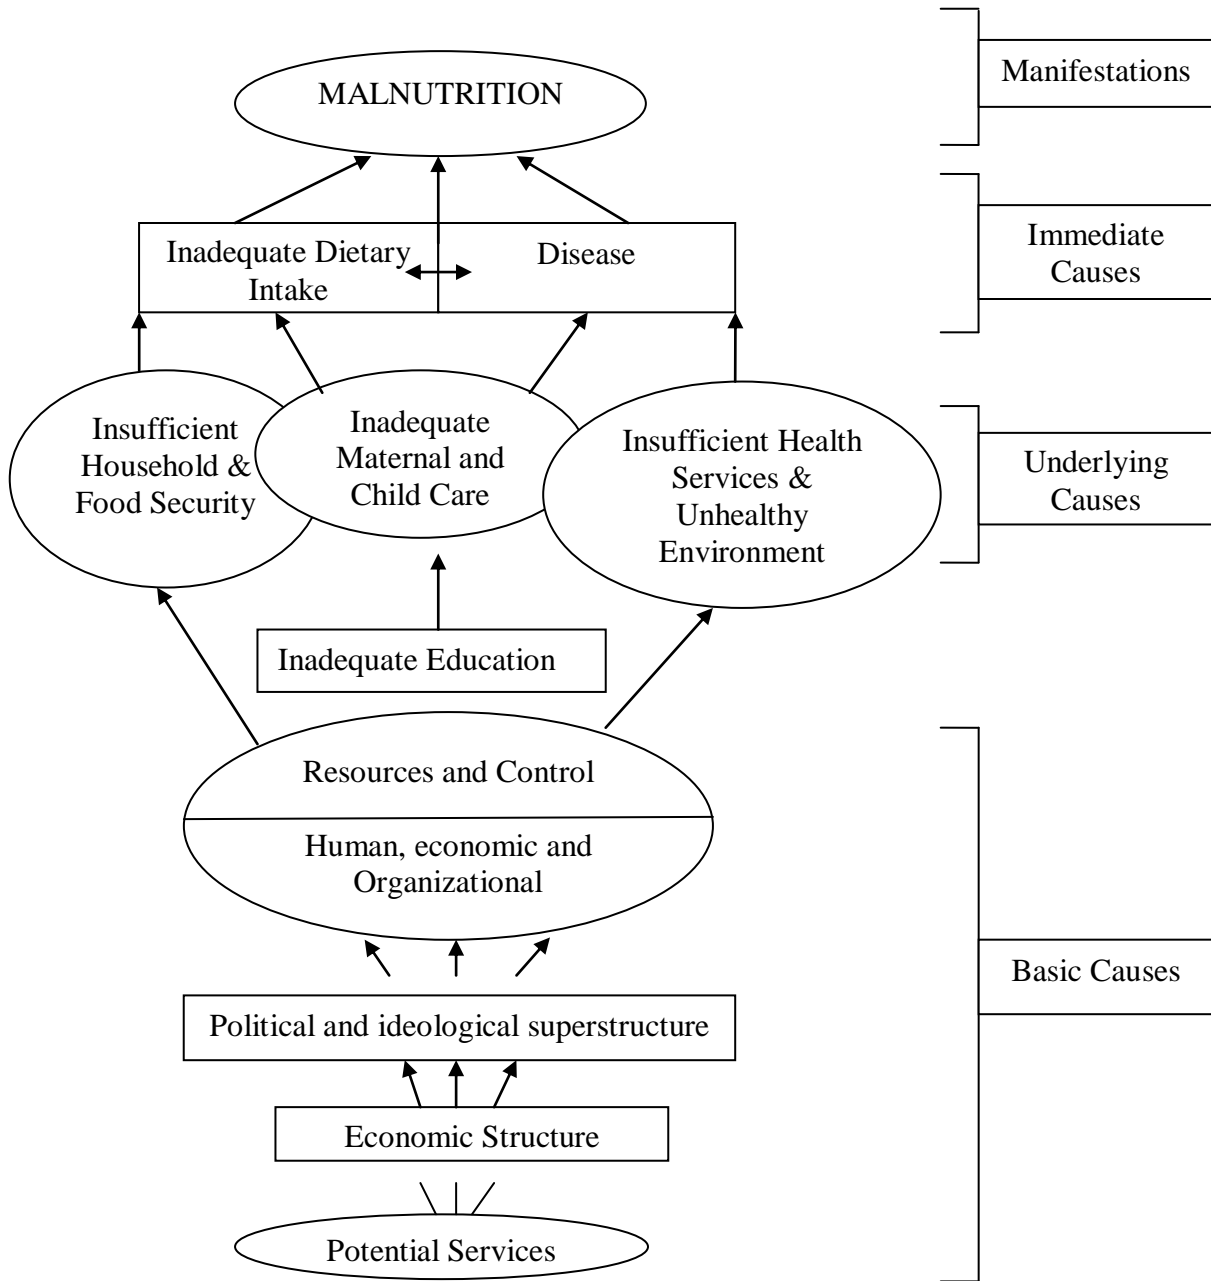 MALNUTRITION
Manifestations
Inadequate Dietary
Intake
Disease
Immediate
Causes
Insufficient
Household &
Food Security
Inadequate
Maternal and
Child Care
Insufficient Health
Services &
Unhealthy
Environment
Underlying
Causes
Inadequate Education
Resources and Control
Human, economic and
Organizational
Basic Causes
Political and ideological superstructure
Economic Structure
Potential Services